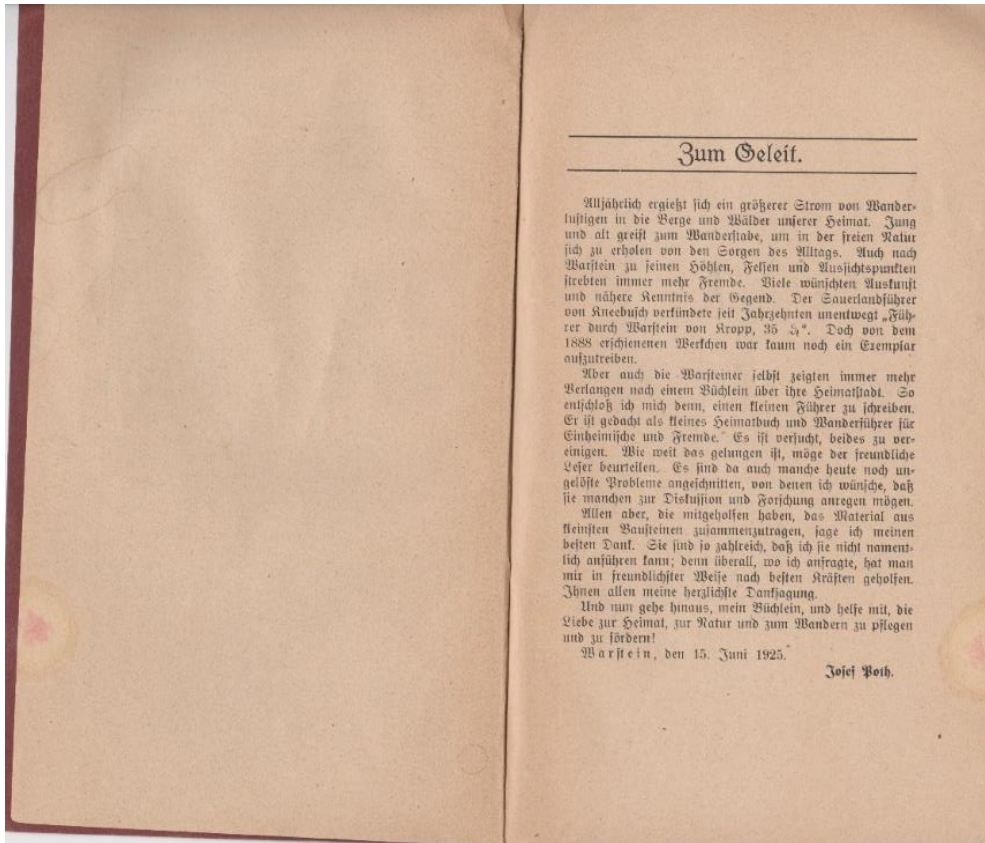 Zum Geleit.
Alljährlich ergießt sich ein größerer Strom von Wander-
lustigen in die Berge und Wälder unserer Heimat. Jung
und alt greift zum Wanderstabe, um in der freien Natur
sich zu erholen von den Sorgen des Alltags. Auch nach
Warstein zu seinen Höhlen, Felsen und Aussichtspunkten
strebten immer mehr Fremde. Viele wünschten Auskunft
und nähere Kenntnis der Gegend. Der Sauerlandführer
von Kneebusch verkündete seit Jahrzehnten unentwegt „Füh-
rer durch Warstein von Kropp, 35 ₰“. Doch von dem
1888 erschienenen Werkchen war kaum noch ein Exemplar
aufzutreiben.
Aber auch die Warsteiner selbst zeigten immer mehr
Verlangen nach einem Büchlein über ihre Heimatstadt. So
entschloß ich mich denn, einen kleinen Führer zu schreiben.
Er ist gedacht als kleines Heimatbuch und Wanderführer für
Einheimische und Fremde. Es ist versucht, beides zu ver-
einigen. Wie weit das gelungen ist, möge der freundliche
Leser beurteilen. Es sind da auch manche heute noch un-
gelöste Probleme angeschnitten, von denen ich wünsche, daß
sie manchen zur Diskussion und Forschung anregen mögen.
Allen aber, die mitgeholfen haben, das Material aus
kleinsten Bausteinen zusammenzutragen, sage ich meinen
besten Dank. Sie sind so zahlreich, daß ich sie nicht nament-
lich anführen kann; denn überall, wo ich anfragte, hat man
mir in freundlichster Weise nach besten Kräften geholfen.
Ihnen allen meine herzlichste Danksagung.
Und nun gehe hinaus, mein Büchlein, und helfe mit, die
Liebe zur Heimat, zur Natur und zum Wandern zu pflegen
und zu fördern!
Warstein, den 15. Juni 1925.
Josef Poth.